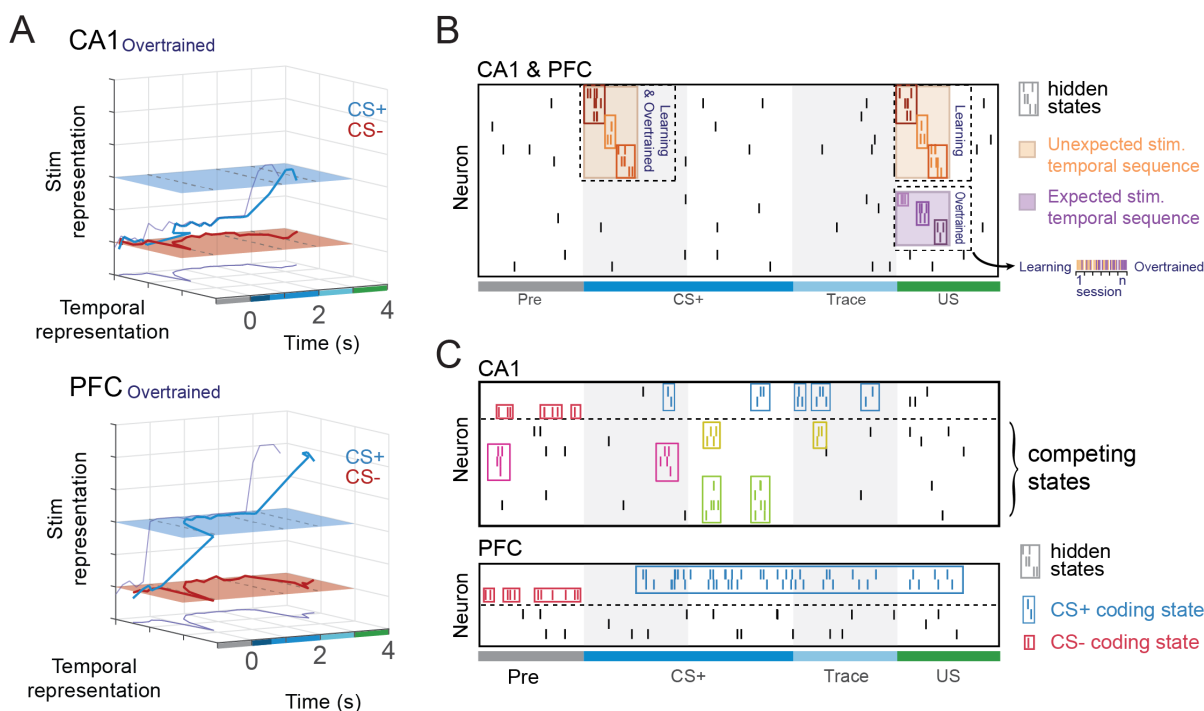 A
CA1 Overtrained
CS+
CS-
Stim
representation
Temporal
representation
0
2
4
Time (s)
PFC Overtrained
CS+
CS-
Stim
representation
Temporal
representation
0
2
4
Time (s)
B
CA1 & PFC
Neuron
Learning
& Overtrained
Learning
Overtrained
Pre
CS+
Trace
US
hidden
states
Unexpected stim.
temporal sequence
Expected stim.
temporal sequence
Learning
Overtrained
1
n
session
C
CA1
Neuron
competing
states
PFC
Neuron
Pre
CS+
Trace
US
hidden
states
CS+ coding state
CS- coding state